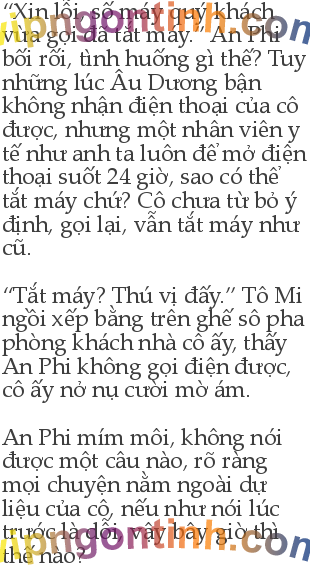 “Xin lỗi, số máy quý khách
vừa gọi đã tắt máy.” An Phi
bối rối, tình huống gì thế? Tuy
những lúc Âu Dương bận
không nhận điện thoại của cô
được, nhưng một nhân viên y
tế như anh ta luôn để mở điện
thoại suốt 24 giờ, sao có thể
tắt máy chứ? Cô chưa từ bỏ ý
định, gọi lại, vẫn tắt máy như
cũ.
“Tắt máy? Thú vị đấy.” Tô Mi
ngồi xếp bằng trên ghế sô pha
phòng khách nhà cô ấy, thấy
An Phi không gọi điện được,
cô ấy nở nụ cười mờ ám.
An Phi mím môi, không nói
được một câu nào, rõ ràng
mọi chuyện nằm ngoài dự
liệu của cô, nếu như nói lúc
trước là dỗi, vậy bây giờ thì
thế nào?
vipngontinh.com
vipngontinh.com